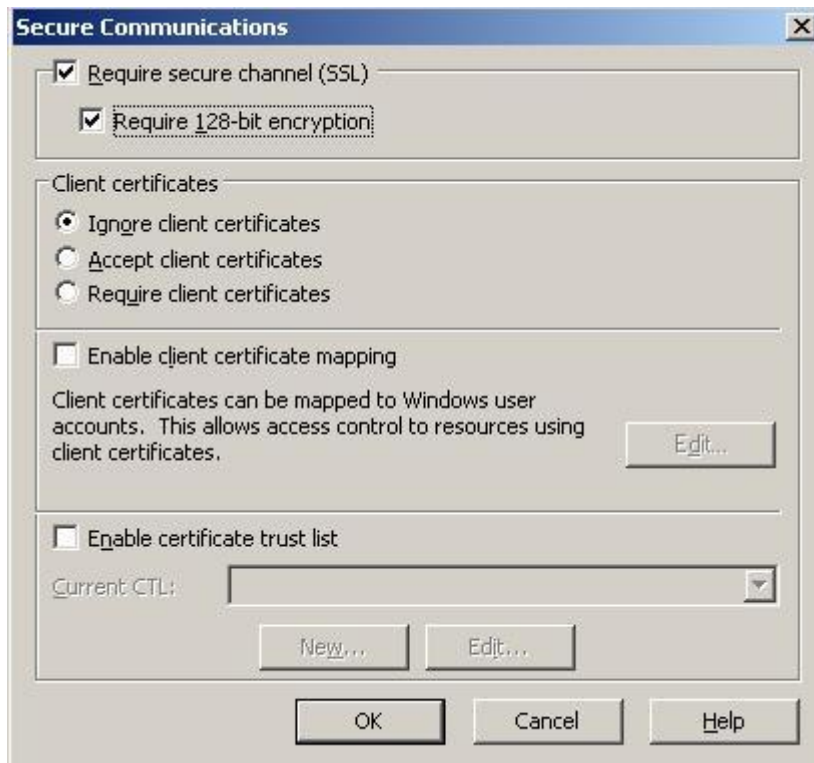 Secure Communications
Require secure channel (SSL)
Require 128-bit encryption
Client certificates
Ignore client certificates
Accept client certificates
Require client certificates
Enable client certificate mapping
Client certificates can be mapped to Windows user
accounts. This allows access control to resources using
client certificates.
Edit...
Enable certificate trust list
Current CTL:
New...
Edit...
OK
Cancel
Help